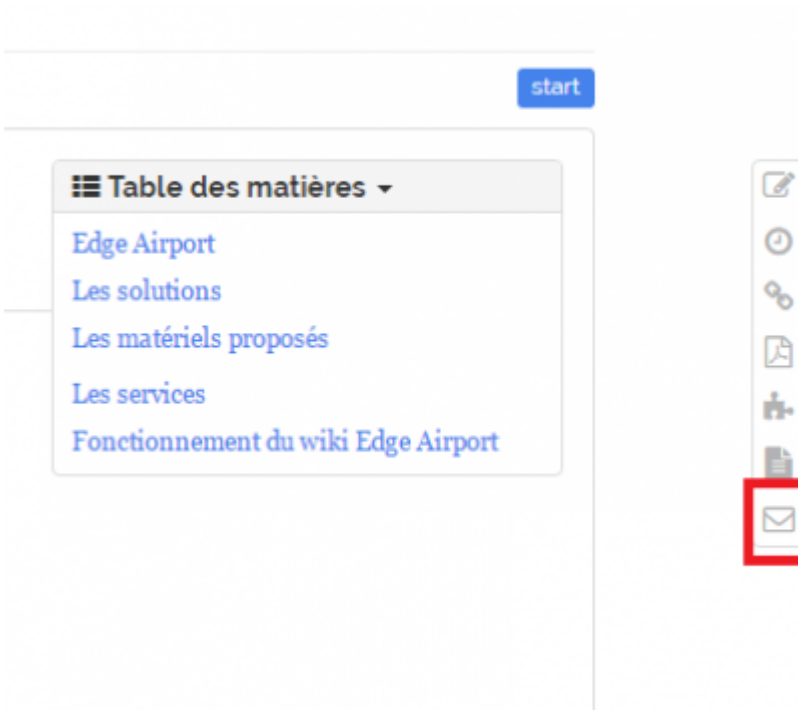 start
Table des matières
Edge Airport
Les solutions
Les matériels proposés
Les services
Fonctionnement du wiki Edge Airport